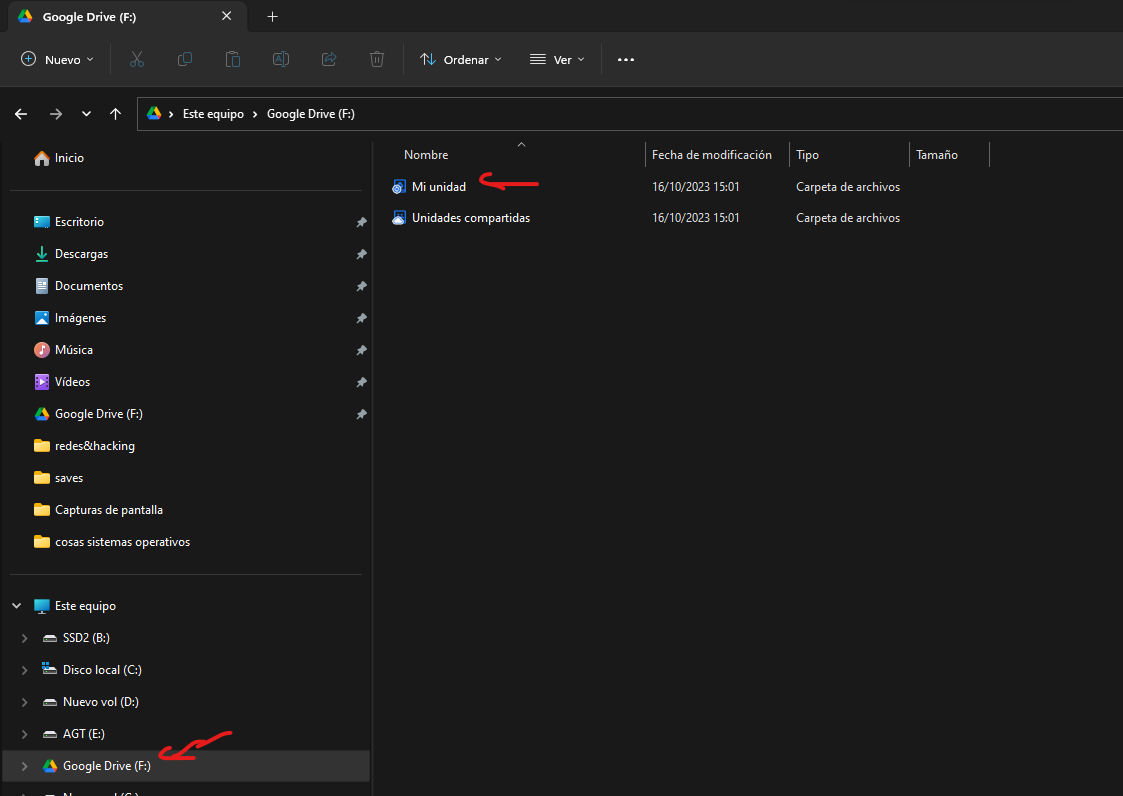 Google Drive (F:)
Nuevo
Ordenar
Ver
Este equipo > Google Drive (F:)
Inicio
Escritorio
Descargas
Documentos
Imágenes
Música
Vídeos
Google Drive (F:)
redes&hacking
saves
Capturas de pantalla
cosas sistemas operativos
Este equipo
SSD2 (B:)
Disco local (C:)
Nuevo vol (D:)
AGT (E:)
Google Drive (F:)
Nombre Fecha de modificación Tipo Tamaño
Mi unidad 16/10/2023 15:01 Carpeta de archivos
Unidades compartidas 16/10/2023 15:01 Carpeta de archivos